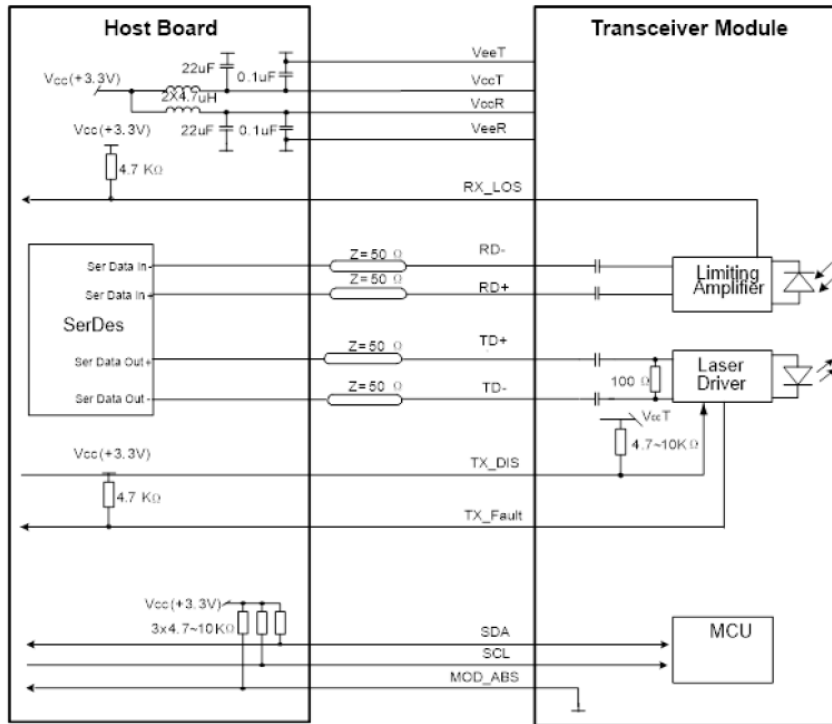 Host Board
Transceiver Module
VeeT
22uF
0.1uF
Vcc(+3.3V)
VccT
2X4.7uH
VccR
22uF
0.1uF
Vcc(+3.3V)
VeeR
4.7 KΩ
RX_LOS
Z=50 Ω
RD-
Ser Data In -
Limiting
Amplifier
Z=50 Ω
RD+
Ser Data In +
SerDes
TD+
Z=50 Ω
Ser Data Out+
Laser
Driver
100 Ω
Z=50 Ω
TD-
Ser Data Out -
VccT
4.7~10KΩ
Vcc(+3.3V)
TX_DIS
4.7 KΩ
TX_Fault
Vcc(+3.3V)
3x4.7~10KΩ
SDA
MCU
SCL
MOD_ABS